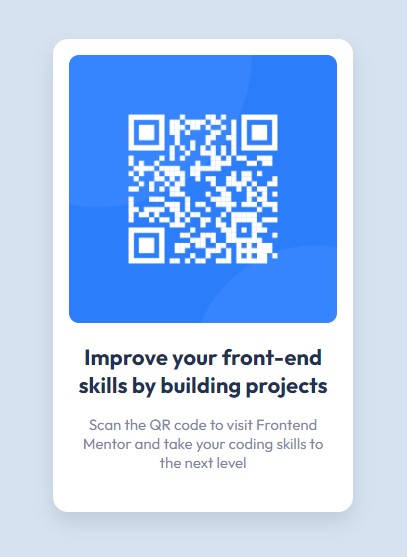 Improve your front-end
skills by building projects
Scan the QR code to visit Frontend
Mentor and take your coding skills to
the next level